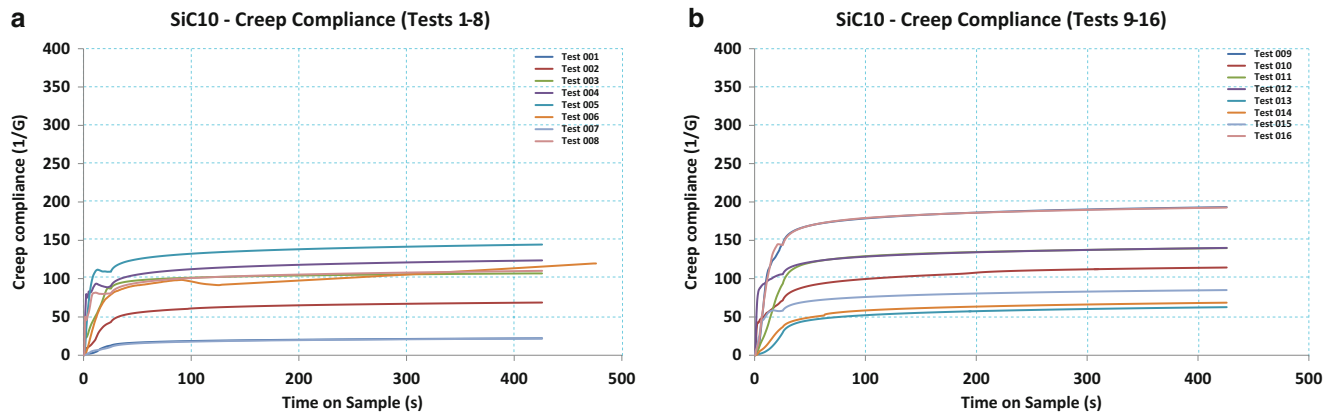 a
SiC10 - Creep Compliance (Tests 1-8)
Creep compliance (1/G)
400
350
300
250
200
150
100
50
0
Test 001
Test 002
Test 003
Test 004
Test 005
Test 006
Test 007
Test 008
0 100 200 300 400 500
Time on Sample (s)
b
SiC10 - Creep Compliance (Tests 9-16)
Creep compliance (1/G)
400
350
300
250
200
150
100
50
0
Test 009
Test 010
Test 011
Test 012
Test 013
Test 014
Test 015
Test 016
0 100 200 300 400 500
Time on Sample (s)